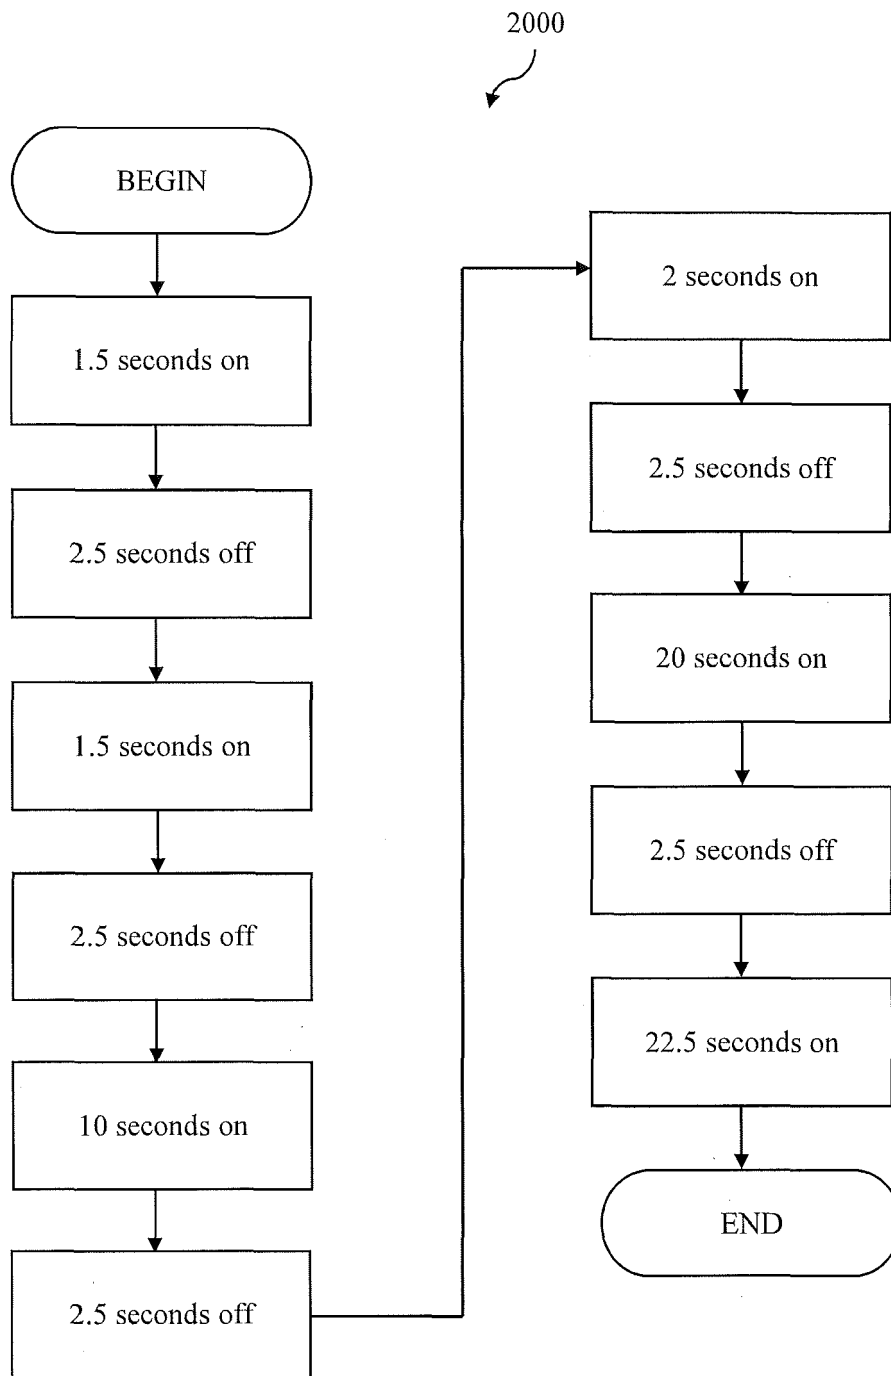 2000
BEGIN
1.5 seconds on
2.5 seconds off
1.5 seconds on
2.5 seconds off
10 seconds on
2.5 seconds off
2 seconds on
2.5 seconds off
20 seconds on
2.5 seconds off
22.5 seconds on
END